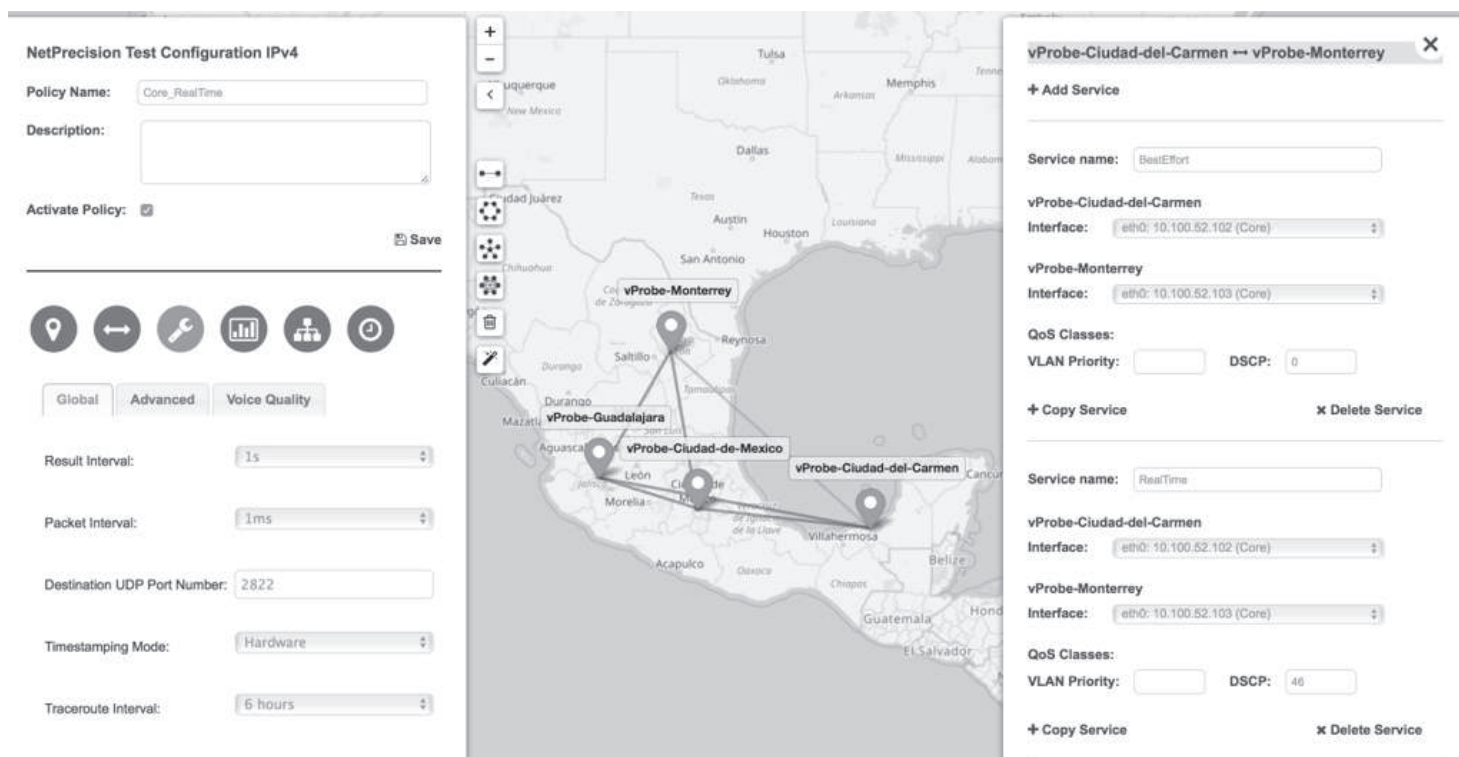 NetPrecision Test Configuration IPv4
Policy Name: Core_RealTime
Description:
Activate Policy:
Save
Global Advanced Voice Quality
Result Interval: 1s
Packet Interval: 1ms
Destination UDP Port Number: 2822
Timestamping Mode: Hardware
Traceroute Interval: 6 hours
+
−
<
Tulsa
Oklahoma
Memphis
Arkansas
New Mexico
Dallas
Mississippi
Ciudad Juárez
Texas
Austin
Louisiana
Houston
San Antonio
Chihuahua
vProbe-Monterrey
Reynosa
Saltillo
Durango
Culiacán
Tamaulipas
Durango
vProbe-Guadalajara
vProbe-Ciudad-de-Mexico
León
vProbe-Ciudad-del-Carmen
Morelia
de la Llave
Villahermosa
Acapulco
Oaxaca
Chiapas
Belize
Guatemala
El Salvador
vProbe-Ciudad-del-Carmen ↔ vProbe-Monterrey
+ Add Service
Service name: BestEffort
vProbe-Ciudad-del-Carmen
Interface: eth0: 10.100.52.102 (Core)
vProbe-Monterrey
Interface: eth0: 10.100.52.103 (Core)
QoS Classes:
VLAN Priority: DSCP: 0
+ Copy Service ✖ Delete Service
Service name: RealTime
vProbe-Ciudad-del-Carmen
Interface: eth0: 10.100.52.102 (Core)
vProbe-Monterrey
Interface: eth0: 10.100.52.103 (Core)
QoS Classes:
VLAN Priority: DSCP: 46
+ Copy Service ✖ Delete Service